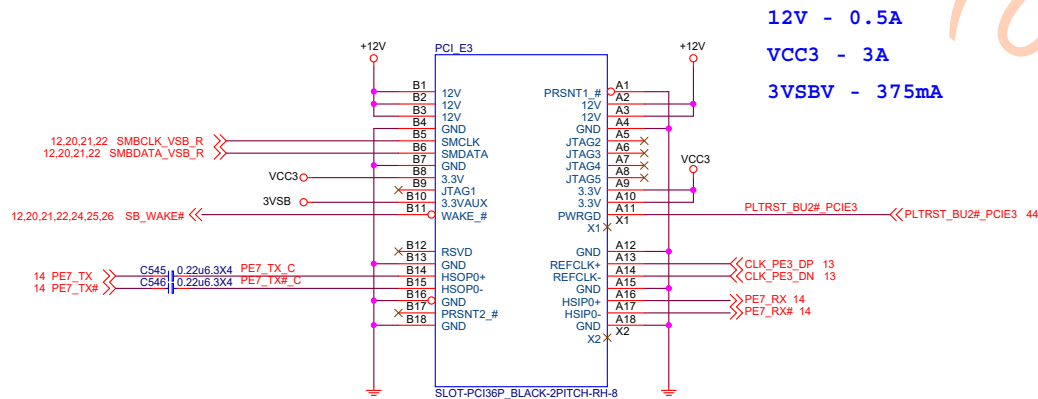 12V - 0.5A
VCC3 - 3A
3VSBV - 375mA
+12V
PCI_E3
+12V
B1 12V PRSNT1_# A1
B2 12V 12V A2
B3 12V 12V A3
B4 GND GND A4
12,20,21,22 SMBCLK_VSB_R B5 SMCLK JTAG2 A5
12,20,21,22 SMBDATA_VSB_R B6 SMDATA JTAG3 A6
B7 GND JTAG4 A7
VCC3 B8 3.3V JTAG5 A8 VCC3
B9 JTAG1 3.3V A9
3VSB B10 3.3VAUX 3.3V A10
12,20,21,22,24,25,26 SB_WAKE# B11 WAKE_# PWRGD A11 PLTRST_BU2#_PCIE3 PLTRST_BU2#_PCIE3 44
X1 X1
B12 RSVD GND A12
B13 GND REFCLK+ A13 CLK_PE3_DP 13
14 PE7_TX C545 0.22u6.3X4 PE7_TX_C B14 HSOP0+ REFCLK- A14 CLK_PE3_DN 13
14 PE7_TX# C546 0.22u6.3X4 PE7_TX#_C B15 HSOP0- GND A15
B16 GND HSIP0+ A16 PE7_RX 14
B17 PRSNT2_# HSIP0- A17 PE7_RX# 14
B18 GND GND A18
X2 X2
SLOT-PCI36P_BLACK-2PITCH-RH-8